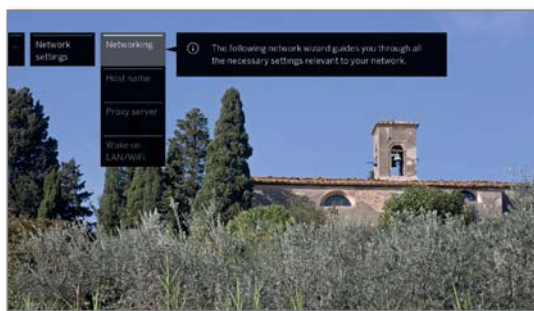 Network
settings
Networking
Host name
Proxy server
Wake on
LAN/WiFi
The following network wizard guides you through all
the necessary settings relevant to your network.